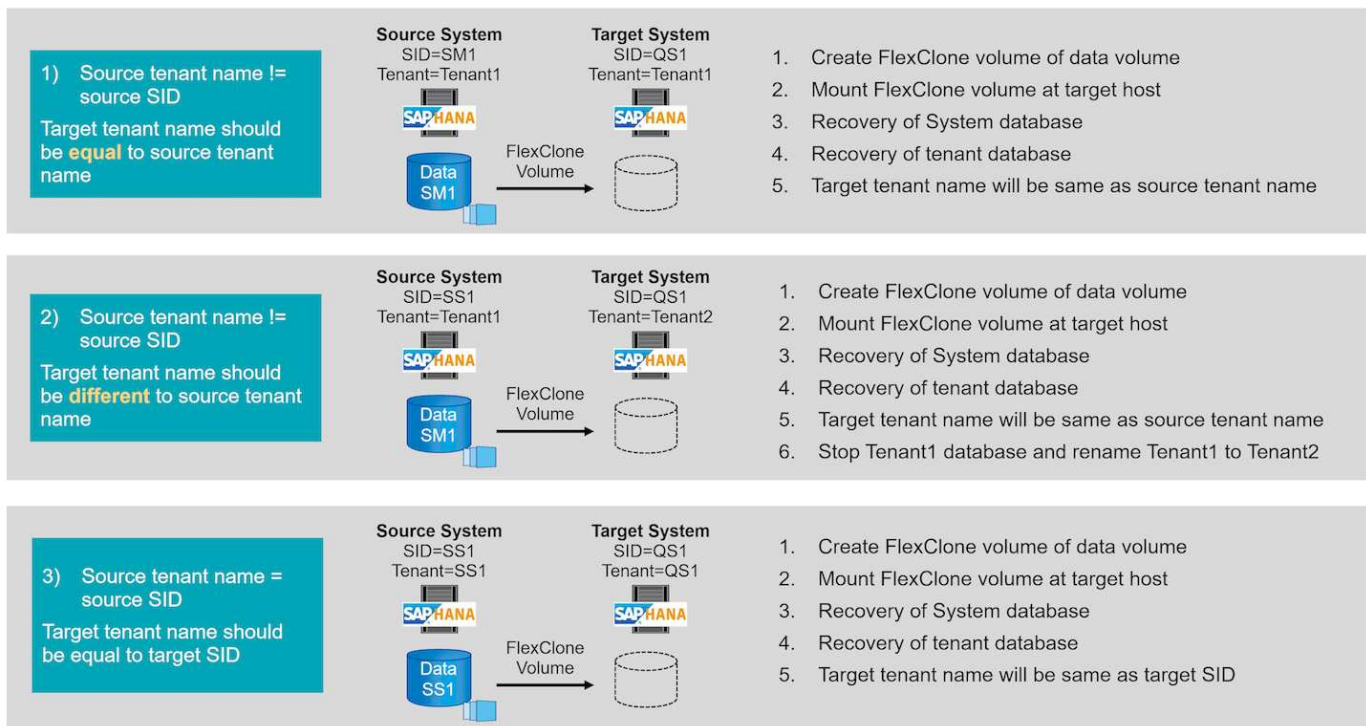 1) Source tenant name !=
source SID
Target tenant name should
be equal to source tenant
name
Source System
SID=SM1
Tenant=Tenant1
SAP HANA
Data
SM1
FlexClone
Volume
Target System
SID=QS1
Tenant=Tenant1
SAP HANA
1. Create FlexClone volume of data volume
2. Mount FlexClone volume at target host
3. Recovery of System database
4. Recovery of tenant database
5. Target tenant name will be same as source tenant name
2) Source tenant name !=
source SID
Target tenant name should
be different to source tenant
name
Source System
SID=SS1
Tenant=Tenant1
SAP HANA
Data
SM1
FlexClone
Volume
Target System
SID=QS1
Tenant=Tenant2
SAP HANA
1. Create FlexClone volume of data volume
2. Mount FlexClone volume at target host
3. Recovery of System database
4. Recovery of tenant database
5. Target tenant name will be same as source tenant name
6. Stop Tenant1 database and rename Tenant1 to Tenant2
3) Source tenant name =
source SID
Target tenant name should
be equal to target SID
Source System
SID=SS1
Tenant=SS1
SAP HANA
Data
SS1
FlexClone
Volume
Target System
SID=QS1
Tenant=QS1
SAP HANA
1. Create FlexClone volume of data volume
2. Mount FlexClone volume at target host
3. Recovery of System database
4. Recovery of tenant database
5. Target tenant name will be same as target SID